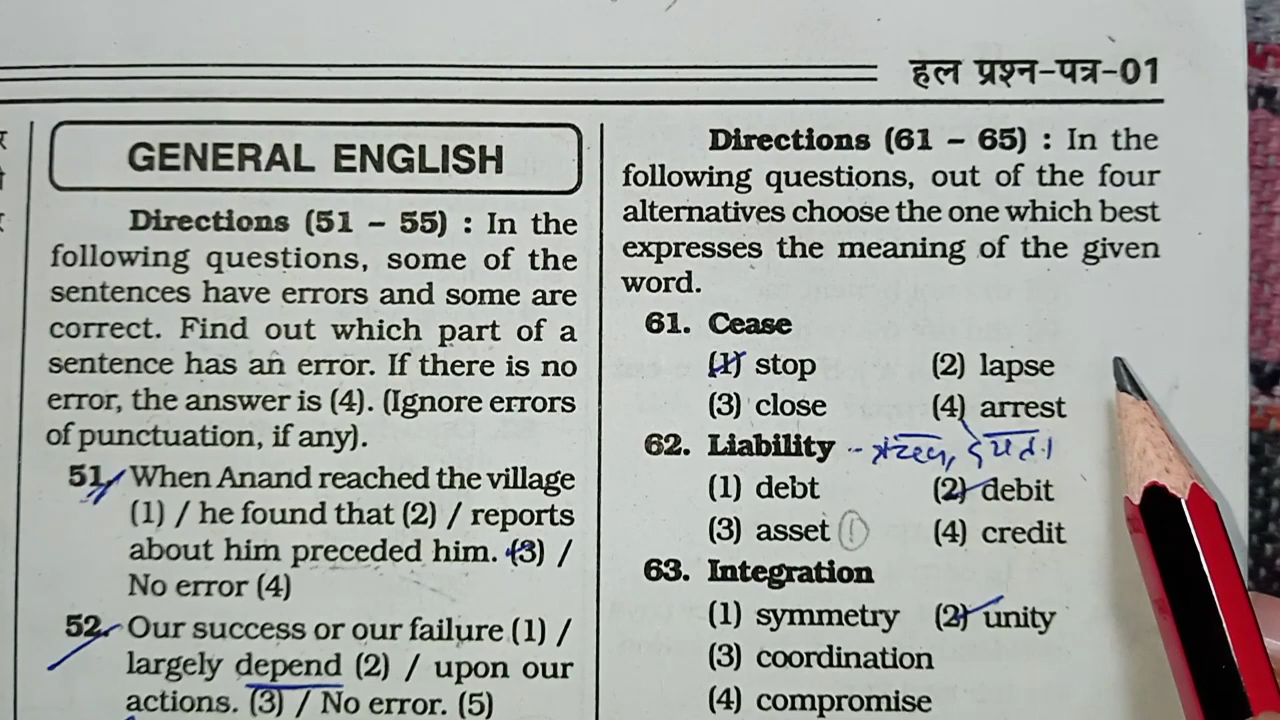 हल प्रश्न-पत्र-01
GENERAL ENGLISH
Directions (51 – 55) : In the
following questions, some of the
sentences have errors and some are
correct. Find out which part of a
sentence has an error. If there is no
error, the answer is (4). (Ignore errors
of punctuation, if any).
51. When Anand reached the village
(1) / he found that (2) / reports
about him preceded him. (3) /
No error (4)
52. Our success or our failure (1) /
largely depend (2) / upon our
actions. (3) / No error. (5)
Directions (61 – 65) : In the
following questions, out of the four
alternatives choose the one which best
expresses the meaning of the given
word.
61. Cease
(1) stop (2) lapse
(3) close (4) arrest
62. Liability
(1) debt (2) debit
(3) asset (1) (4) credit
63. Integration
(1) symmetry (2) unity
(3) coordination
(4) compromise